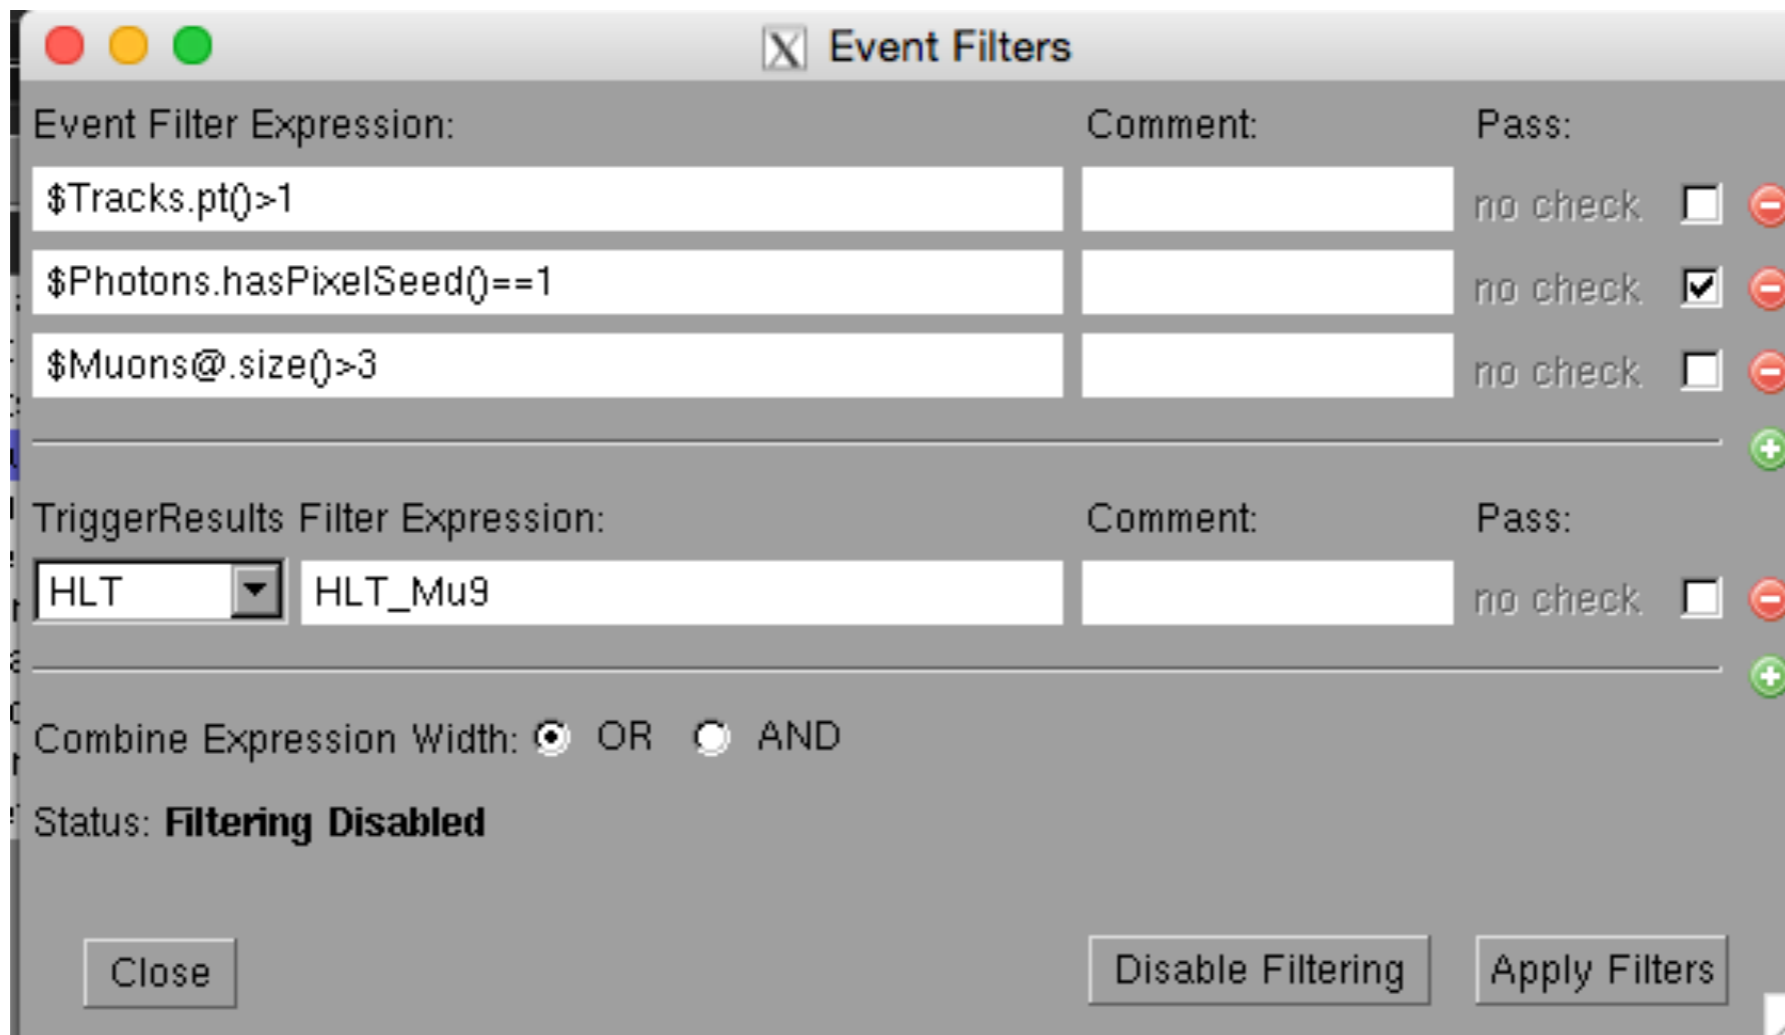 Event Filters
Event Filter Expression: Comment: Pass:
$Tracks.pt()>1 no check
$Photons.hasPixelSeed()==1 no check
$Muons@.size()>3 no check
TriggerResults Filter Expression: Comment: Pass:
HLT HLT_Mu9 no check
Combine Expression Width: OR AND
Status: Filtering Disabled
Close Disable Filtering Apply Filters